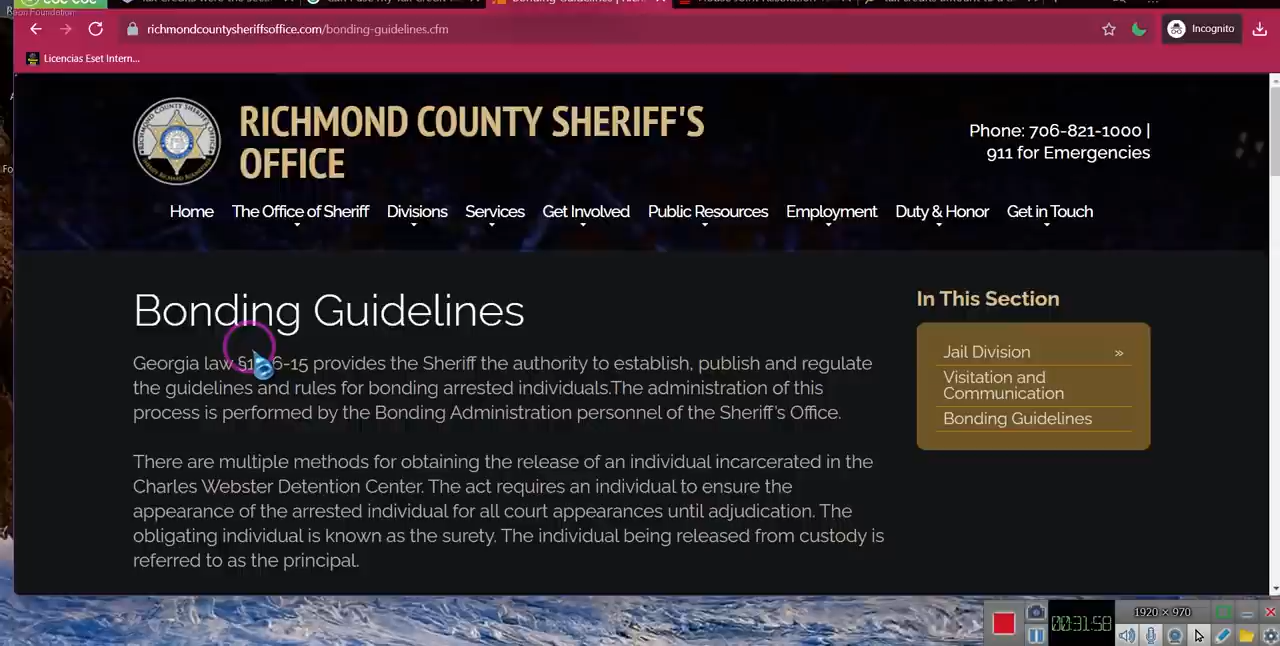 richmondcountysheriffsoffice.com/bonding-guidelines.cfm
Incognito
Licencias Eset Intern...
RICHMOND COUNTY SHERIFF'S
OFFICE
Phone: 706-821-1000 |
911 for Emergencies
Home The Office of Sheriff Divisions Services Get Involved Public Resources Employment Duty & Honor Get in Touch
Bonding Guidelines
Georgia law provides the Sheriff the authority to establish, publish and regulate
the guidelines and rules for bonding arrested individuals.The administration of this
process is performed by the Bonding Administration personnel of the Sheriff's Office.
There are multiple methods for obtaining the release of an individual incarcerated in the
Charles Webster Detention Center. The act requires an individual to ensure the
appearance of the arrested individual for all court appearances until adjudication. The
obligating individual is known as the surety. The individual being released from custody is
referred to as the principal.
In This Section
Jail Division »
Visitation and
Communication
Bonding Guidelines
00:31:58
1920 × 970